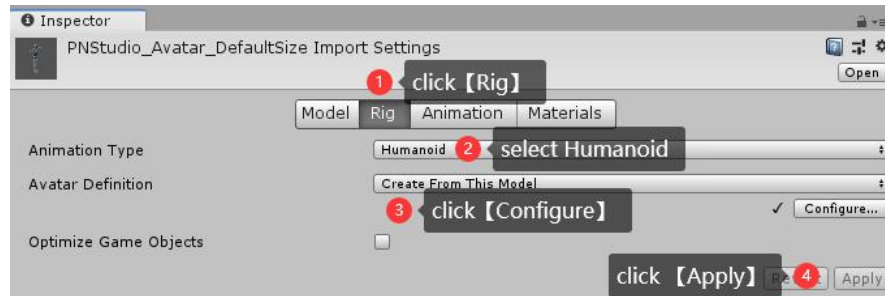 Inspector
PNStudio_Avatar_DefaultSize Import Settings
Open
1 click【Rig】
Model Rig Animation Materials
Animation Type Humanoid 2 select Humanoid
Avatar Definition Create From This Model
3 click【Configure】 ✓ Configure...
Optimize Game Objects
click 【Apply】 4 Apply